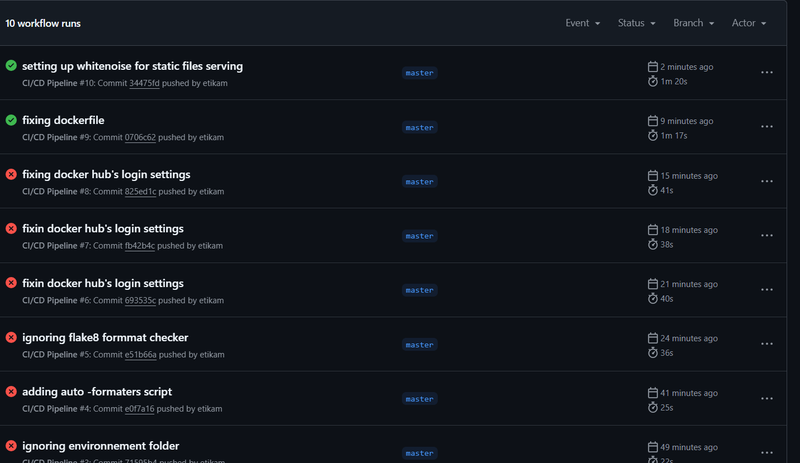 10 workflow runs
Event Status Branch Actor
setting up whitenoise for static files serving
CI/CD Pipeline #10: Commit 34475fd pushed by etikam
master
2 minutes ago
1m 20s
fixing dockerfile
CI/CD Pipeline #9: Commit 0706c62 pushed by etikam
master
9 minutes ago
1m 17s
fixing docker hub's login settings
CI/CD Pipeline #8: Commit 825ed1c pushed by etikam
master
15 minutes ago
41s
fixin docker hub's login settings
CI/CD Pipeline #7: Commit fb42b4c pushed by etikam
master
18 minutes ago
38s
fixin docker hub's login settings
CI/CD Pipeline #6: Commit 693535c pushed by etikam
master
21 minutes ago
40s
ignoring flake8 formmat checker
CI/CD Pipeline #5: Commit e51b66a pushed by etikam
master
24 minutes ago
36s
adding auto -formaters script
CI/CD Pipeline #4: Commit e0f7a16 pushed by etikam
master
41 minutes ago
25s
ignoring environnement folder
CI/CD Pipeline #3: Commit 71595b4 pushed by etikam
master
49 minutes ago
22s